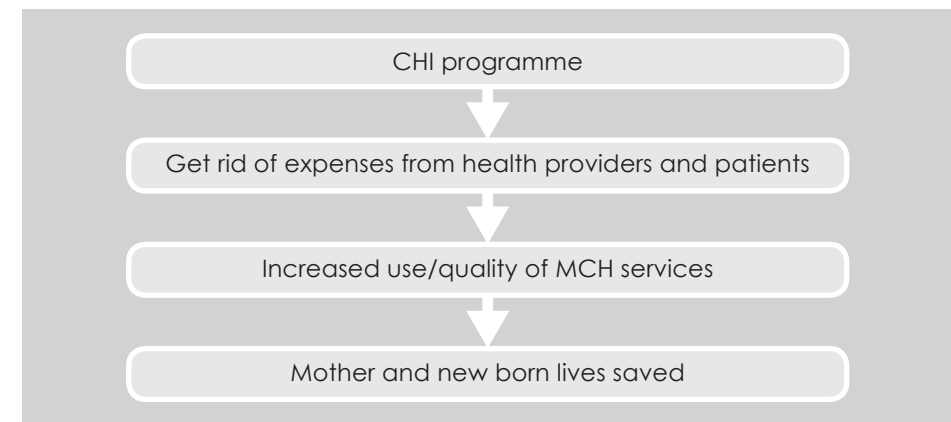 CHI programme
Get rid of expenses from health providers and patients
Increased use/quality of MCH services
Mother and new born lives saved